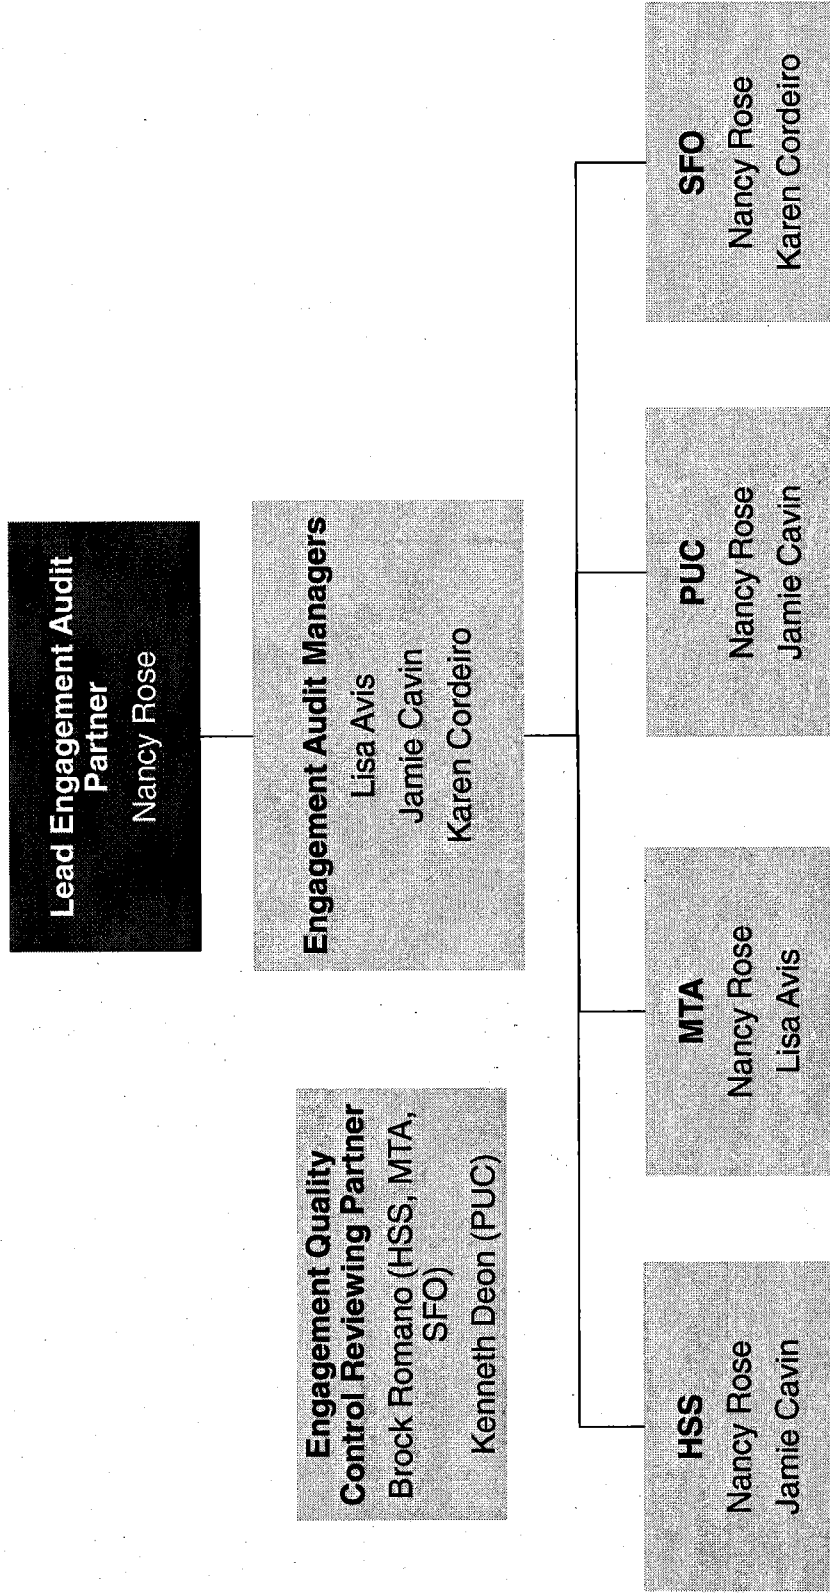 Lead Engagement Audit
Partner
Nancy Rose
Engagement Quality
Control Reviewing Partner
Brock Romano (HSS, MTA,
SFO)
Kenneth Deon (PUC)
Engagement Audit Managers
Lisa Avis
Jamie Cavin
Karen Cordeiro
HSS
Nancy Rose
Jamie Cavin
MTA
Nancy Rose
Lisa Avis
PUC
Nancy Rose
Jamie Cavin
SFO
Nancy Rose
Karen Cordeiro